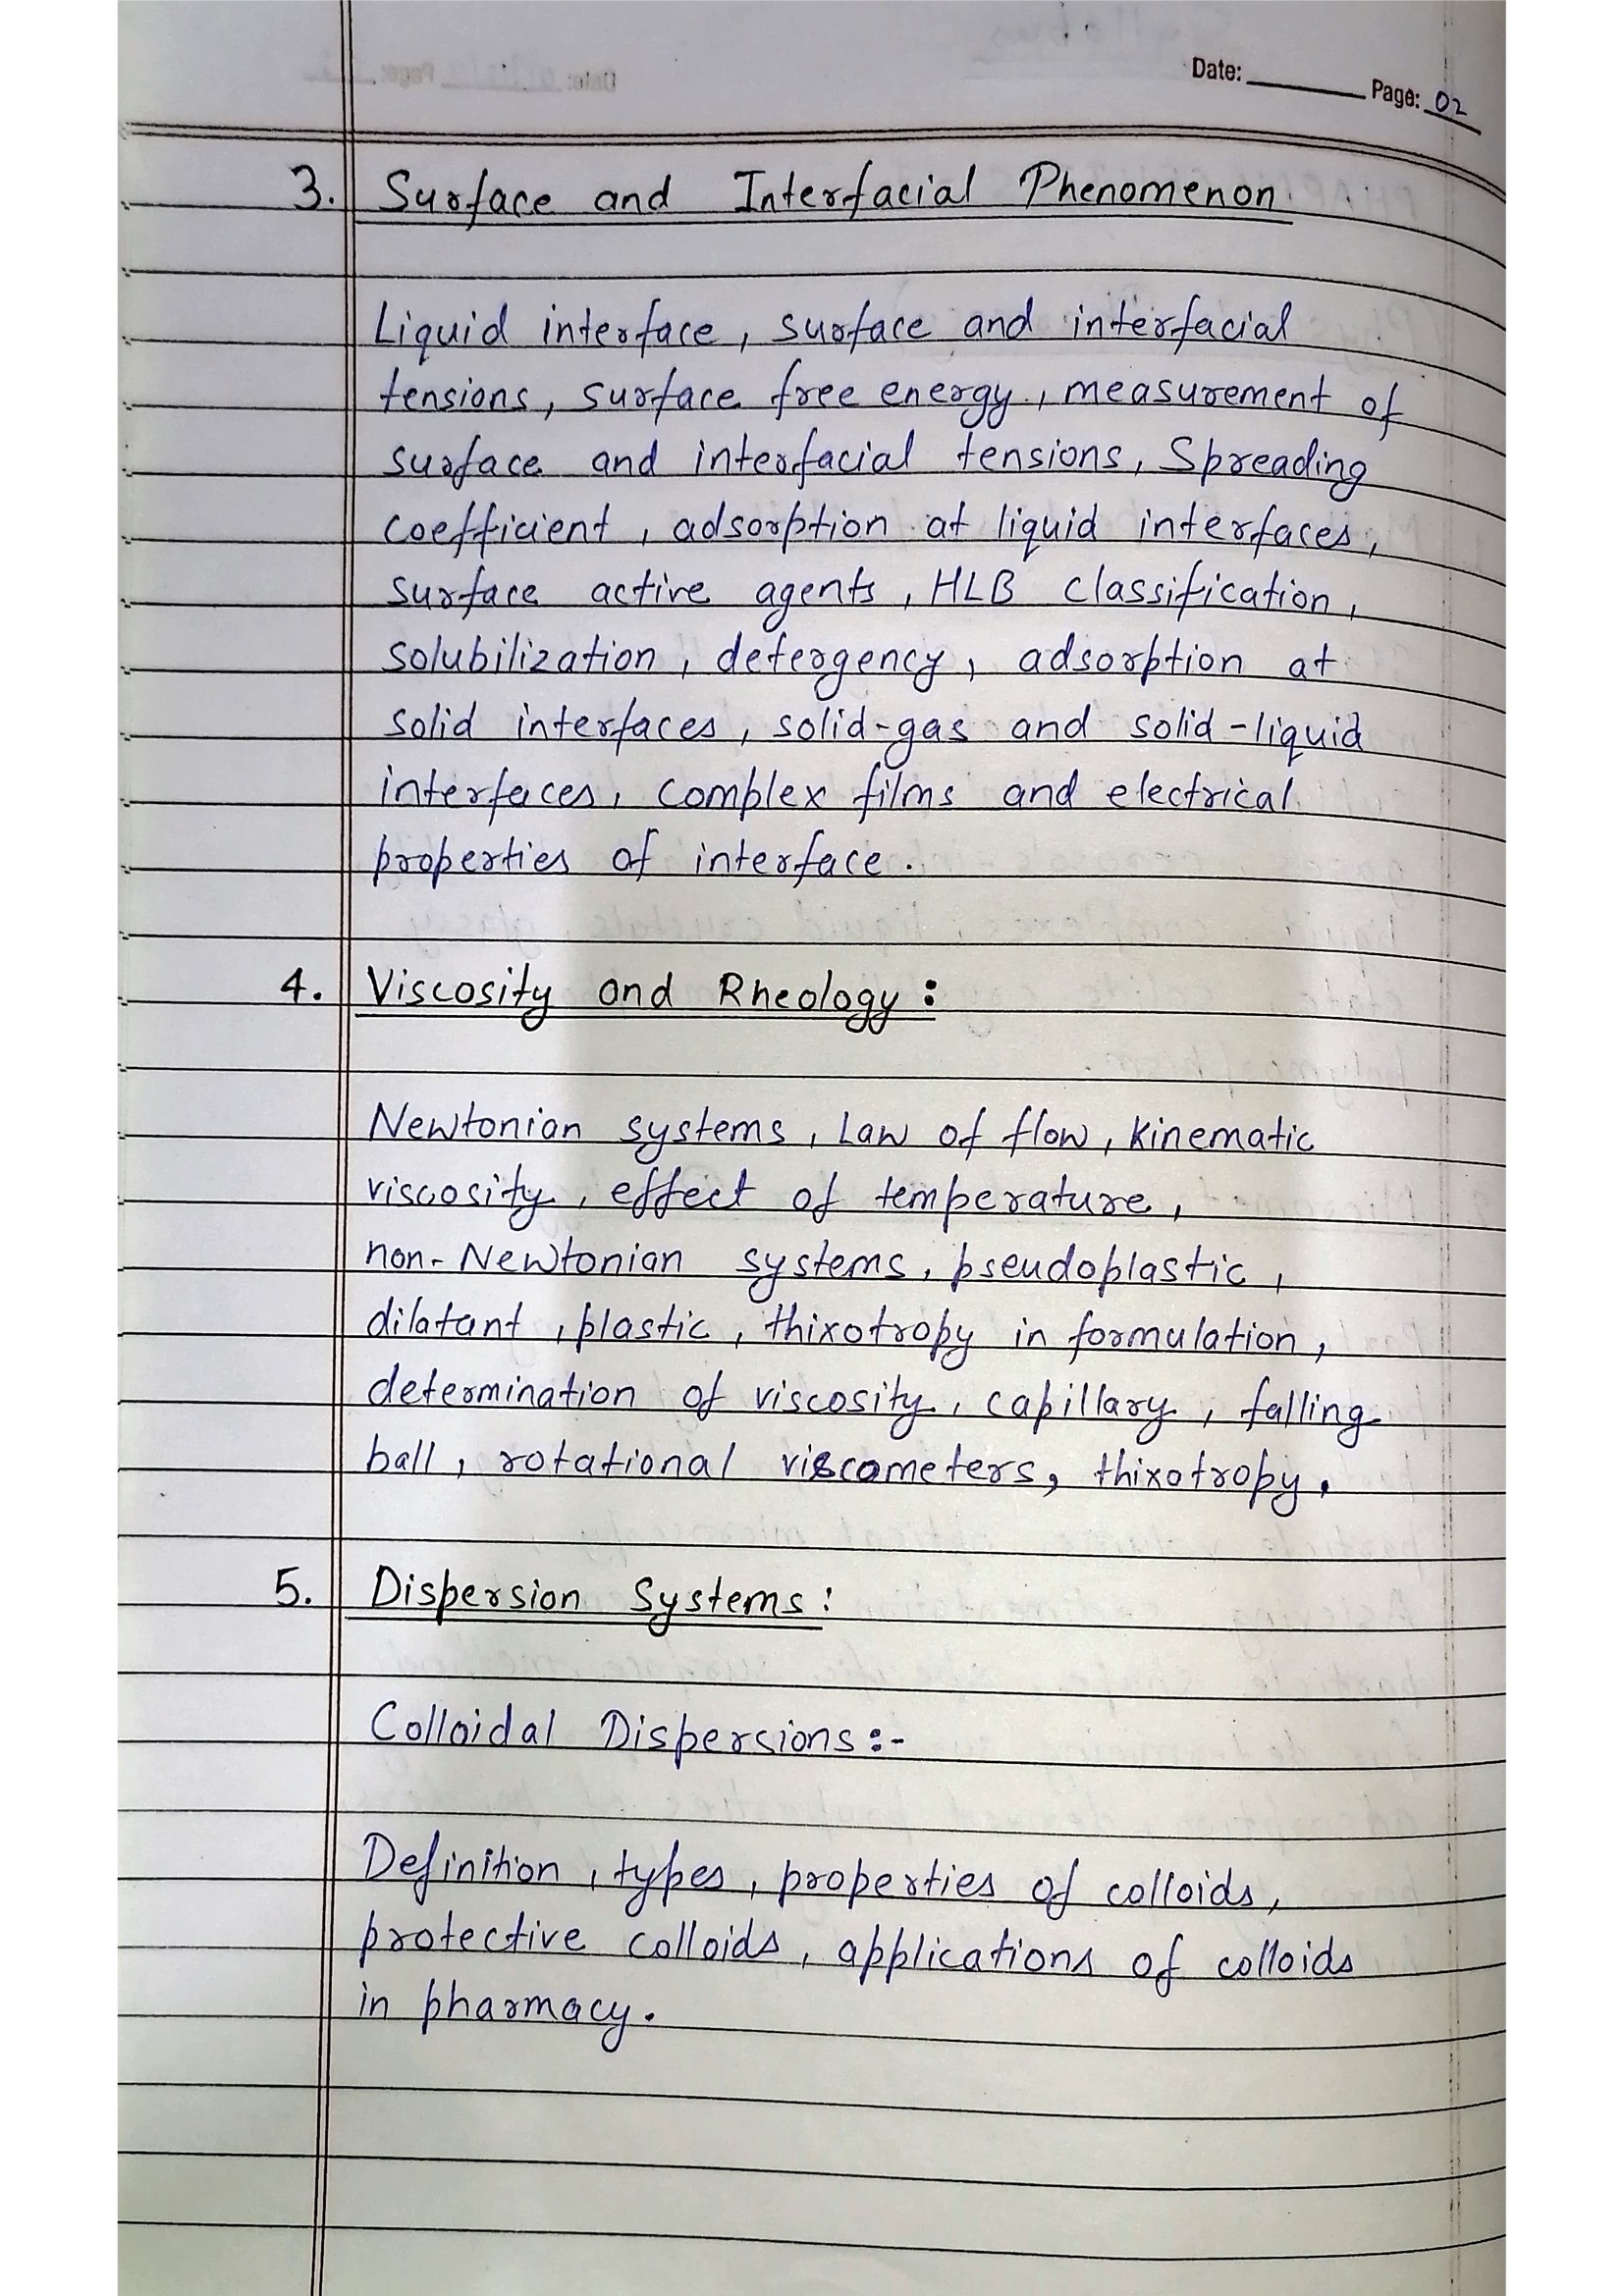 Date: Page: 02
3. Surface and Interfacial Phenomenon
Liquid interface, surface and interfacial
tensions, surface free energy, measurement of
surface and interfacial tensions, Spreading
coefficient, adsorption at liquid interfaces,
surface active agents, HLB classification,
solubilization, detergency, adsorption at
solid interfaces, solid-gas and solid-liquid
interfaces, complex films and electrical
properties of interface.
4. Viscosity and Rheology:
Newtonian systems, Law of flow, Kinematic
viscosity, effect of temperature,
non-Newtonian systems, pseudoplastic,
dilatant, plastic, thixotropy in formulation,
determination of viscosity, capillary, falling
ball, rotational viscometers, thixotropy.
5. Dispersion Systems:
Colloidal Dispersions:-
Definition, types, properties of colloids,
protective colloids, applications of colloids
in pharmacy.